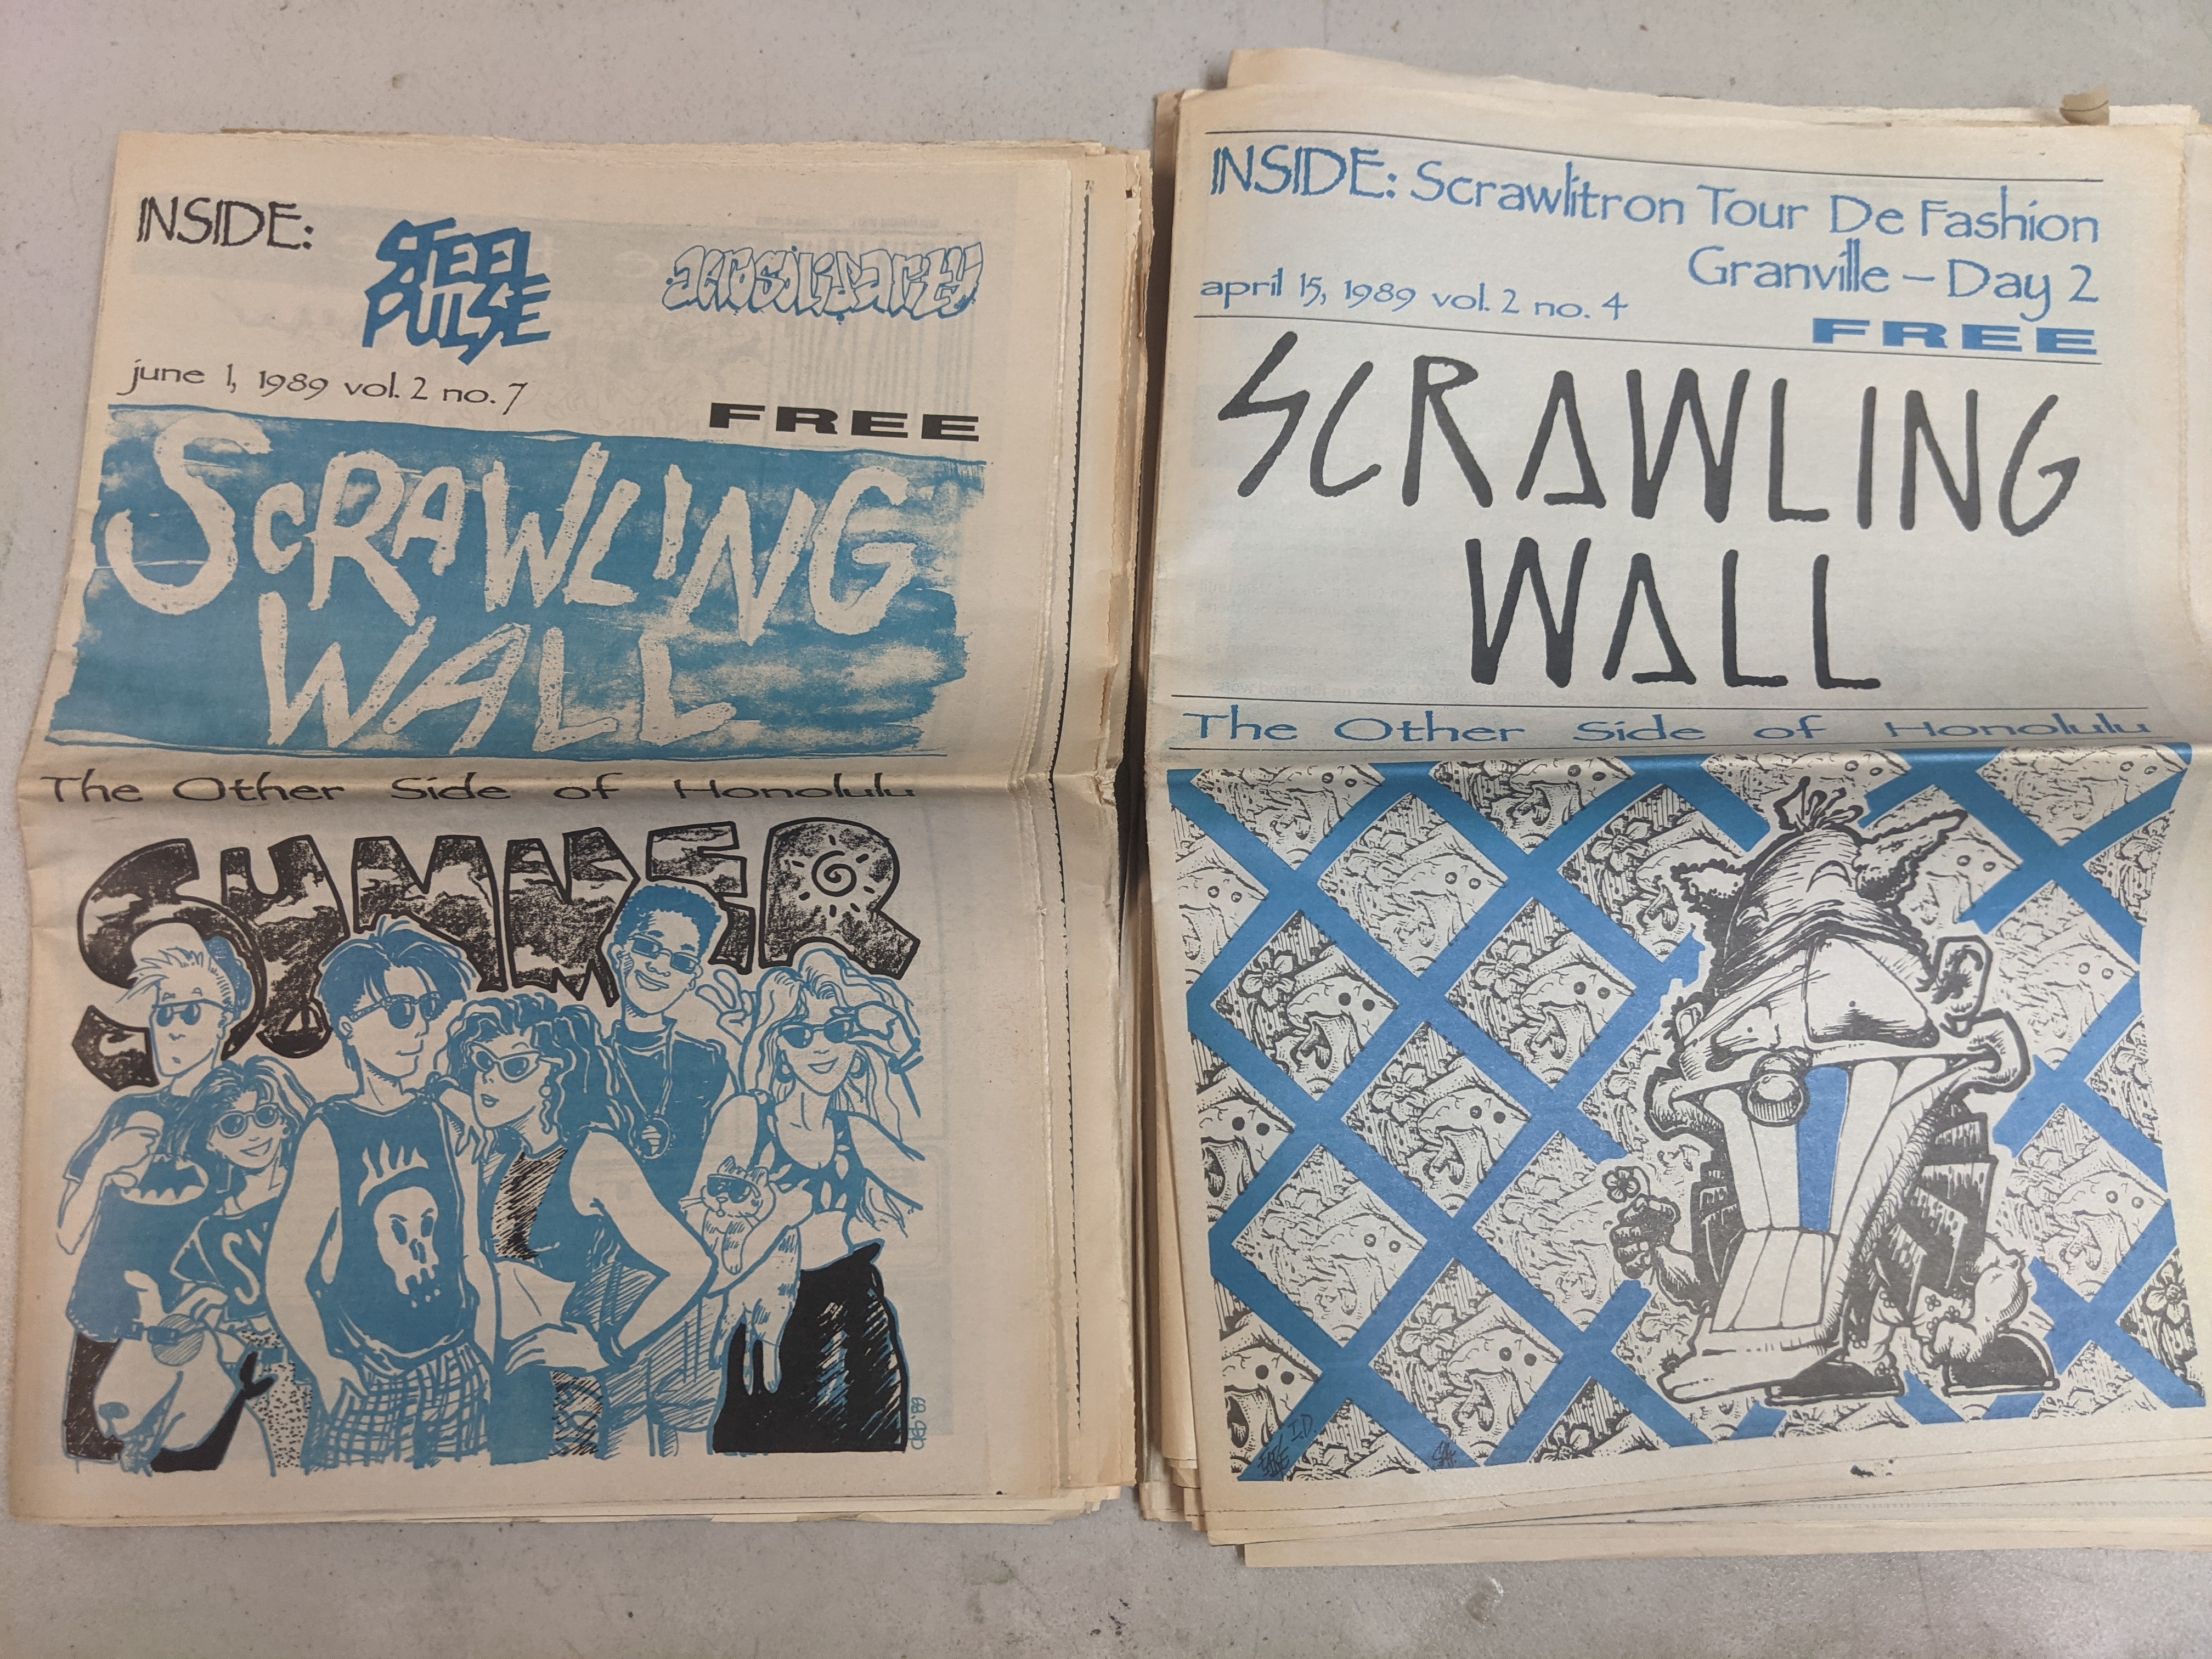 INSIDE:
STEEL
PULSE
aerosolidarity
june 1, 1989 vol. 2 no. 7
FREE
SCRAWLING
WALL
The Other Side of Honolulu
SUMMER
INSIDE: Scrawlitron Tour De Fashion
Granville – Day 2
april 15, 1989 vol. 2 no. 4
FREE
SCRAWLING
WALL
The Other Side of Honolulu